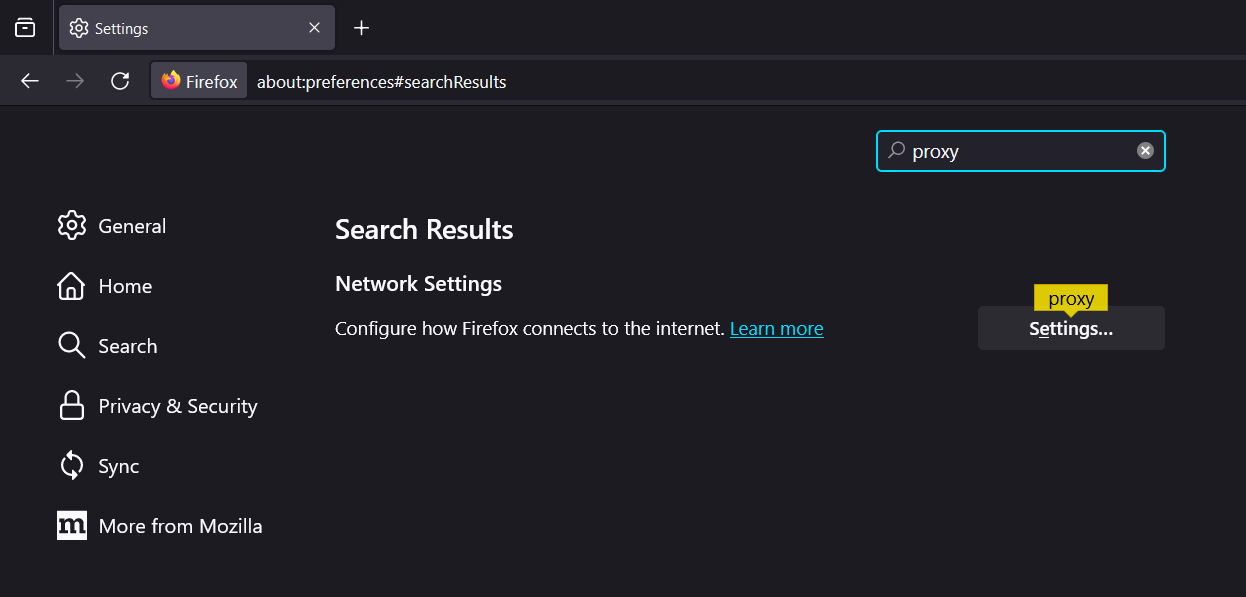 Settings
Firefox about:preferences#searchResults
proxy
General
Home
Search
Privacy & Security
Sync
m More from Mozilla
Search Results
Network Settings
Configure how Firefox connects to the internet. Learn more
proxy
Settings...